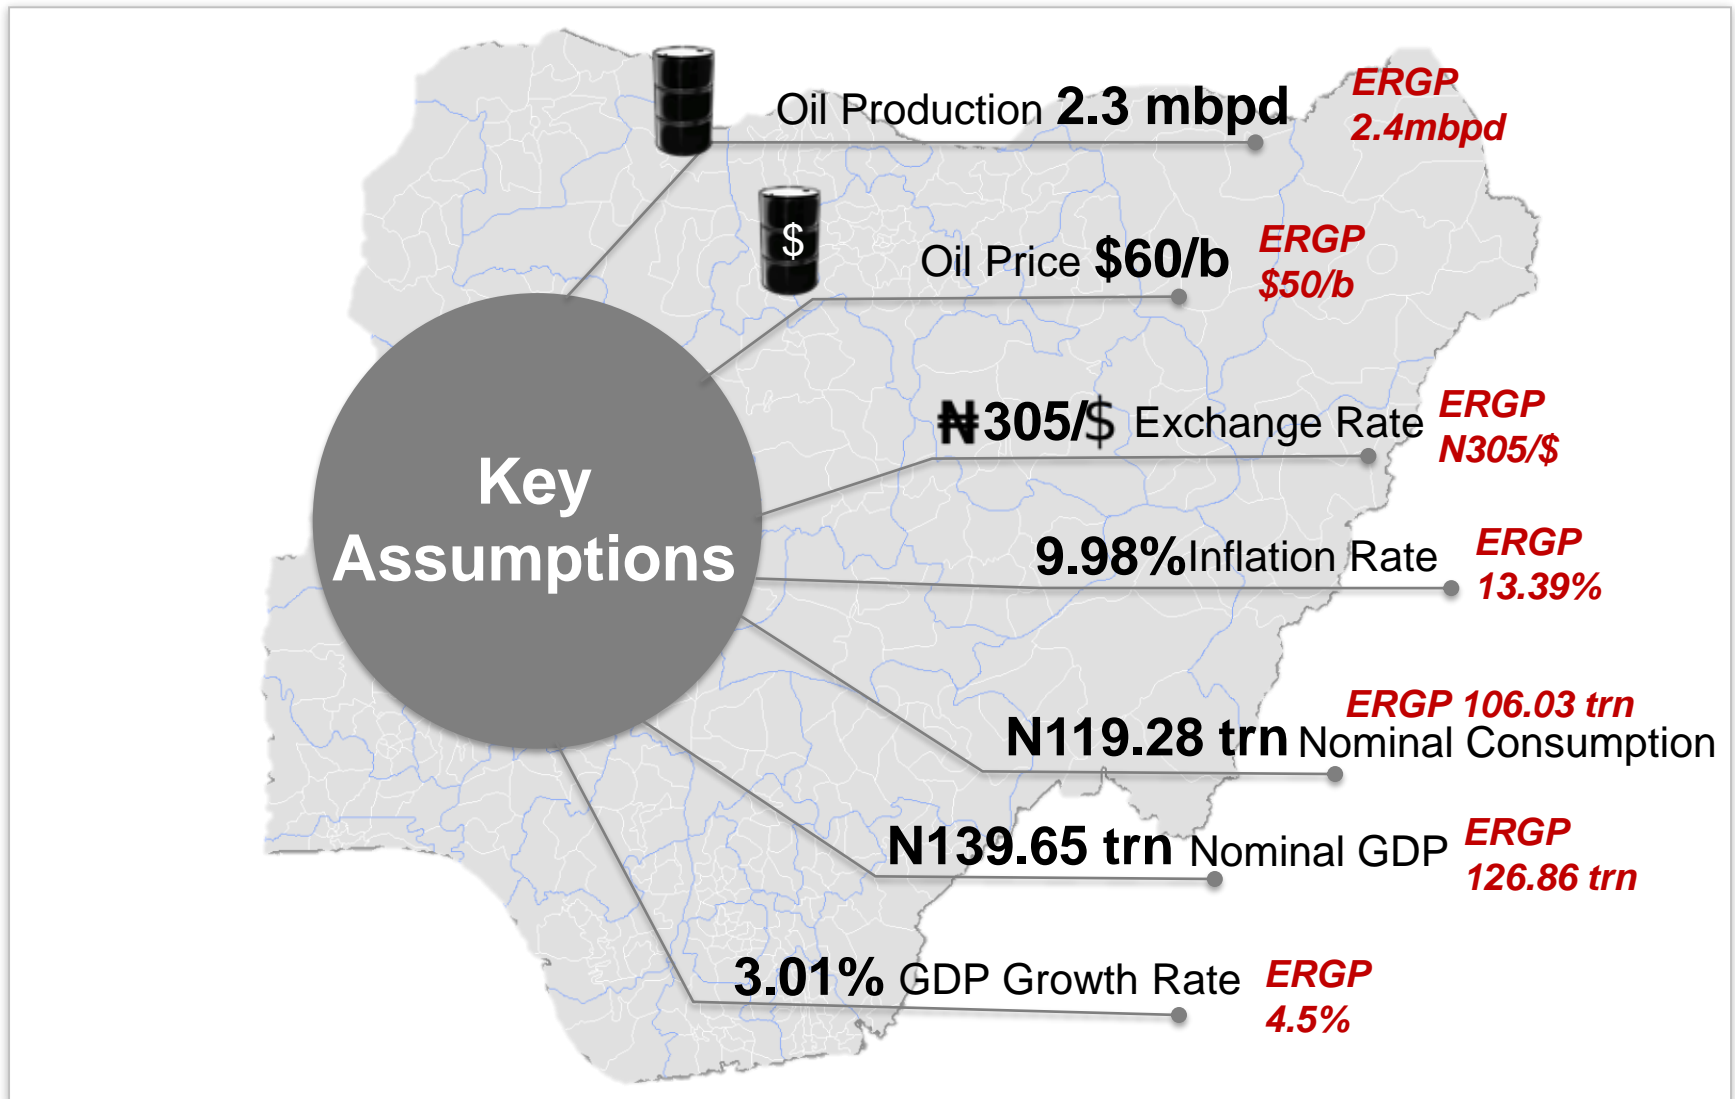 Oil Production 2.3 mbpd
ERGP
2.4mbpd
$
Oil Price $60/b
ERGP
$50/b
₦305/$ Exchange Rate
ERGP
N305/$
Key
Assumptions
9.98%Inflation Rate
ERGP
13.39%
ERGP 106.03 trn
N119.28 trn Nominal Consumption
N139.65 trn Nominal GDP
ERGP
126.86 trn
3.01% GDP Growth Rate
ERGP
4.5%